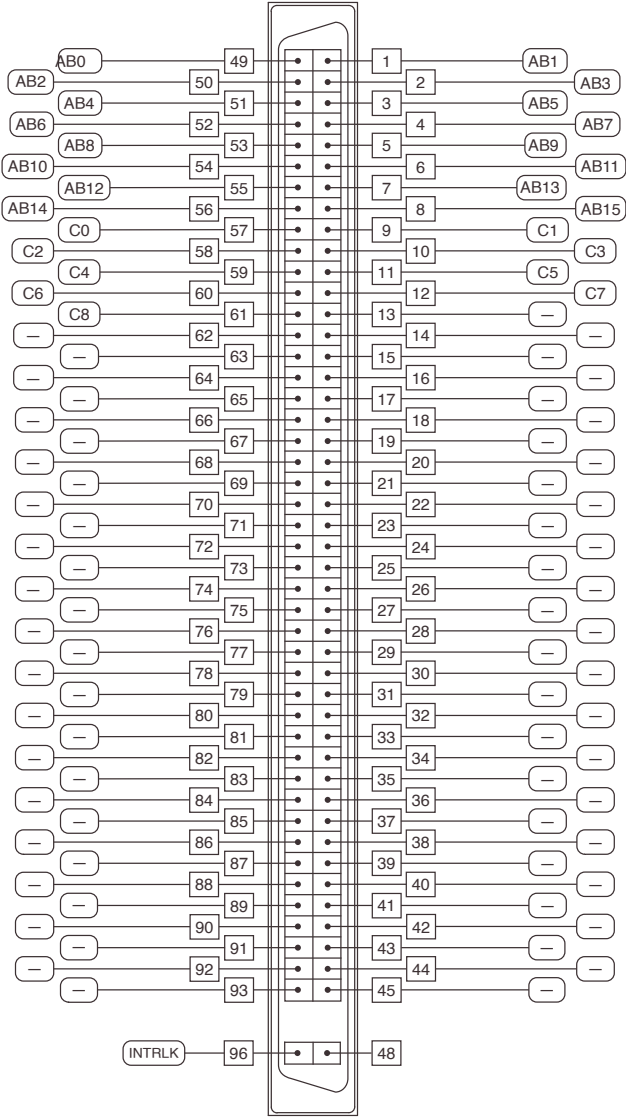 AB0 49 1 AB1
AB2 50 2 AB3
AB4 51 3 AB5
AB6 52 4 AB7
AB8 53 5 AB9
AB10 54 6 AB11
AB12 55 7 AB13
AB14 56 8 AB15
C0 57 9 C1
C2 58 10 C3
C4 59 11 C5
C6 60 12 C7
C8 61 13 —
— 62 14 —
— 63 15 —
— 64 16 —
— 65 17 —
— 66 18 —
— 67 19 —
— 68 20 —
— 69 21 —
— 70 22 —
— 71 23 —
— 72 24 —
— 73 25 —
— 74 26 —
— 75 27 —
— 76 28 —
— 77 29 —
— 78 30 —
— 79 31 —
— 80 32 —
— 81 33 —
— 82 34 —
— 83 35 —
— 84 36 —
— 85 37 —
— 86 38 —
— 87 39 —
— 88 40 —
— 89 41 —
— 90 42 —
— 91 43 —
— 92 44 —
— 93 45 —
INTRLK 96 48